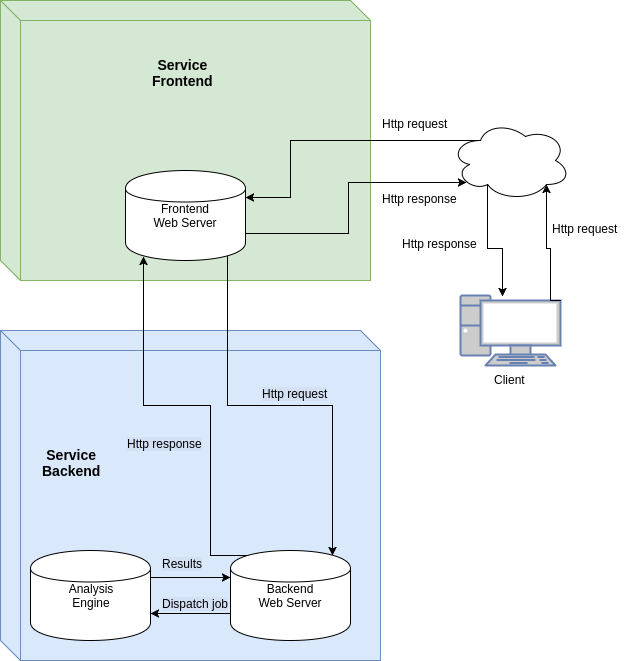 Service
Frontend
Http request
Frontend
Web Server
Http response
Http response
Http request
Client
Http request
Http response
Service
Backend
Results
Analysis
Engine
Backend
Web Server
Dispatch job